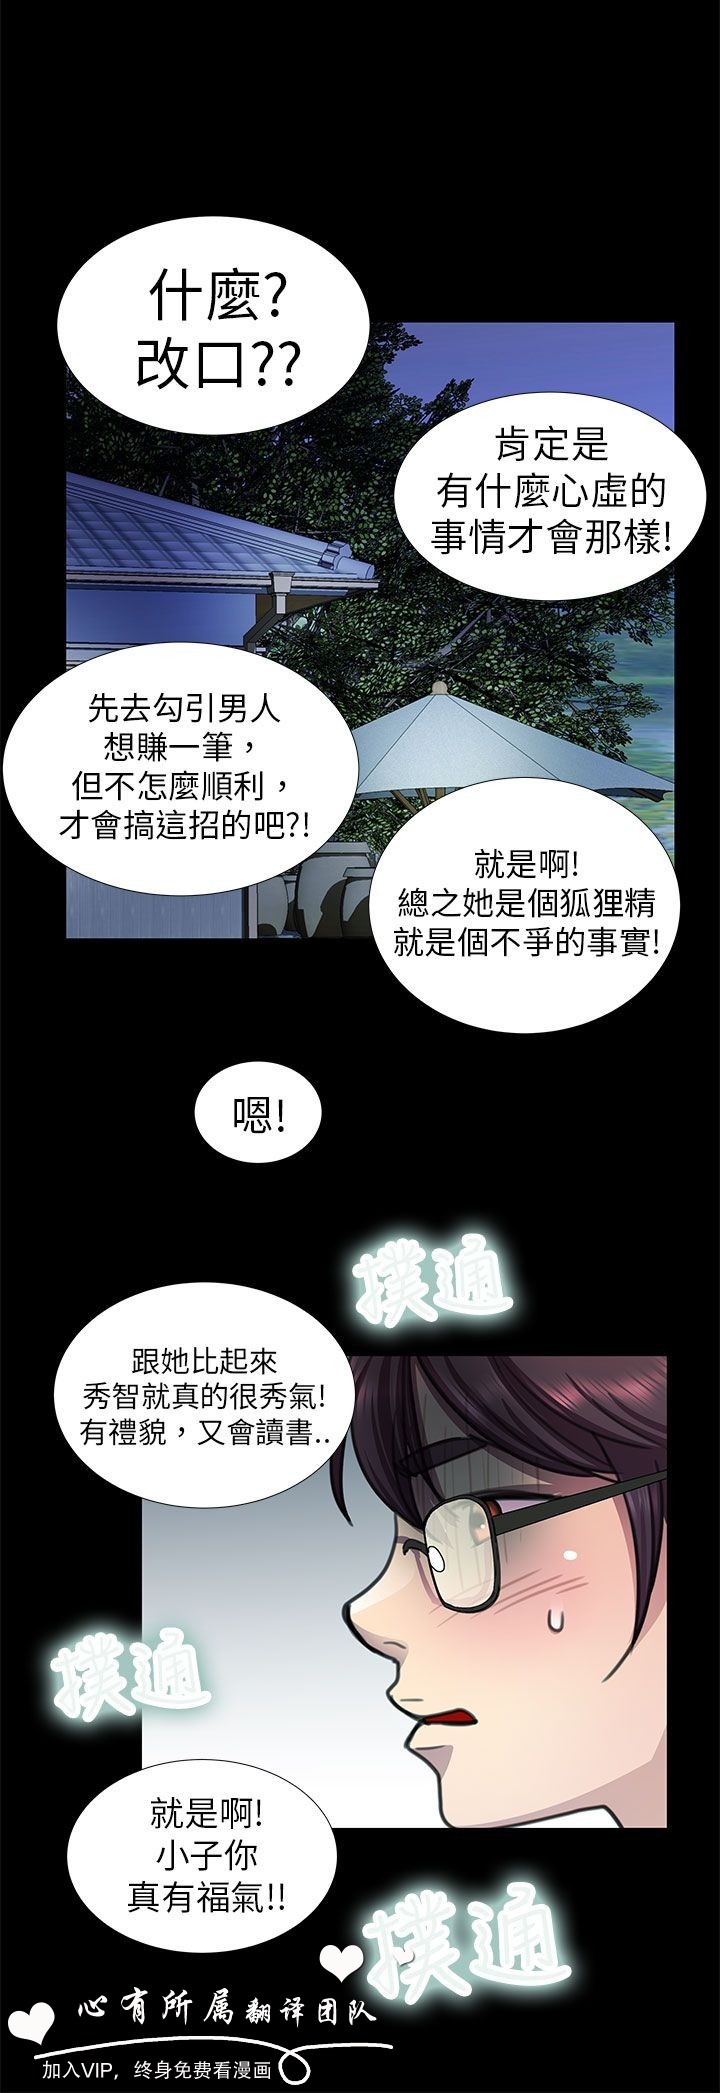 什麼?
改口??
肯定是
有什麼心虛的
事情才會那樣!
先去勾引男人
想賺一筆，
但不怎麼順利，
才會搞這招的吧?!
就是啊!
總之她是個狐狸精
就是個不爭的事實!
嗯!
撲通
跟她比起來
秀智就真的很秀氣!
有禮貌，又會讀書..
撲通
就是啊!
小子你
真有福氣!!
撲通
心有所属翻译团队
加入VIP，终身免费看漫画